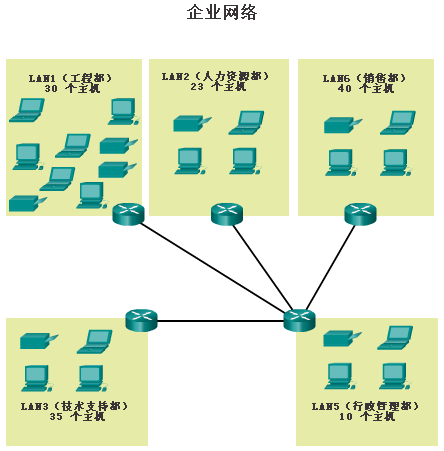 企业网络
LAN1（工程部）
30 个主机
LAN2（人力资源部）
23 个主机
LAN6（销售部）
40 个主机
LAN3（技术支持部）
35 个主机
LAN5（行政管理部）
10 个主机